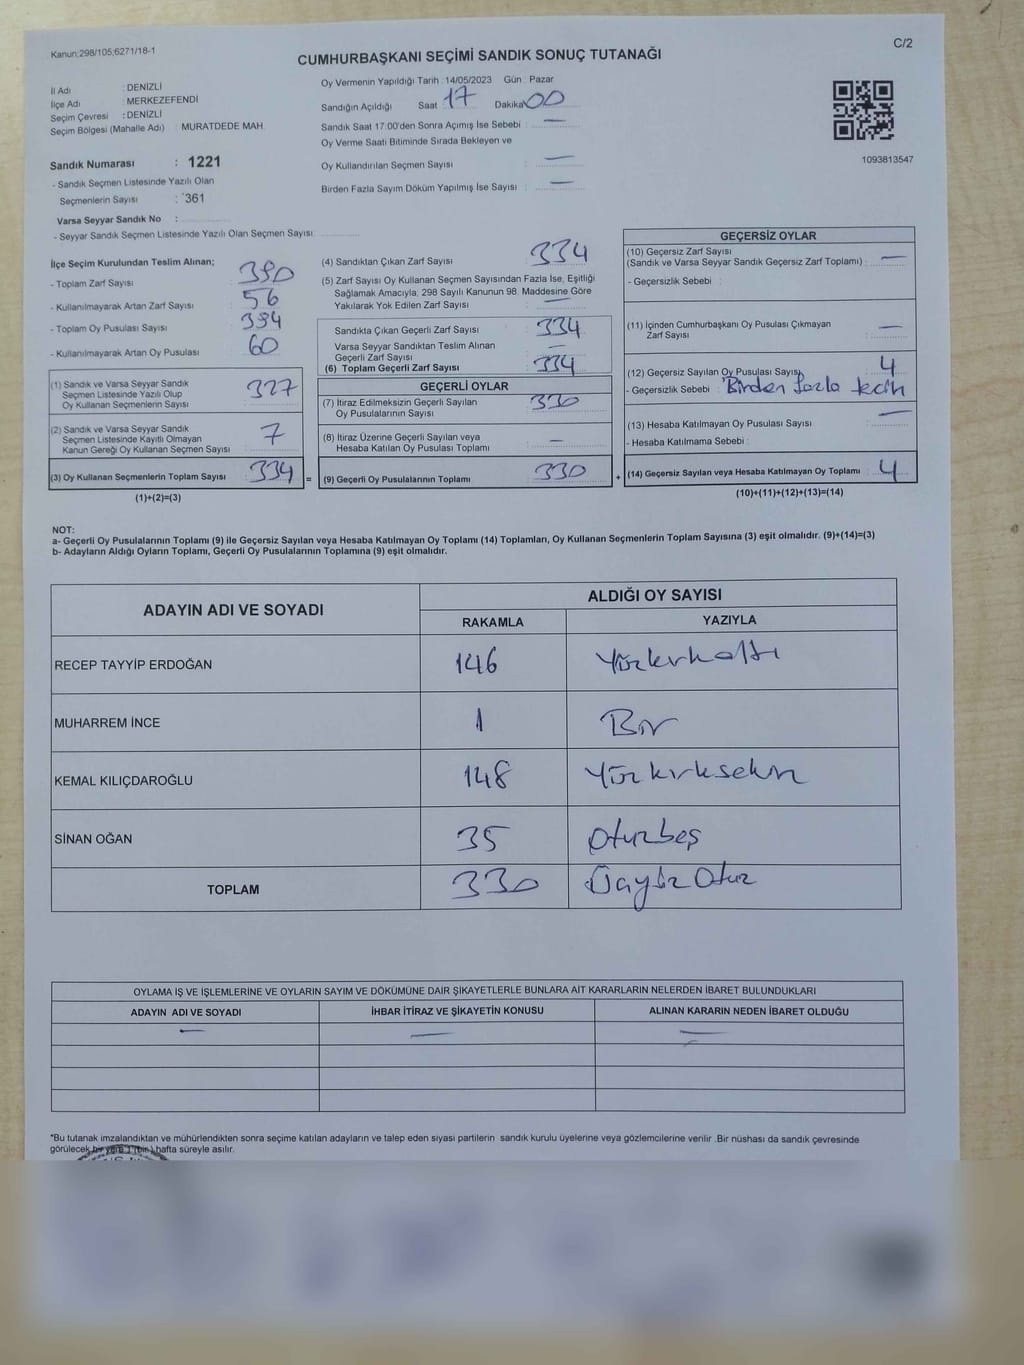 Kanun:298/105;6271/18-1
C/2
CUMHURBAŞKANI SEÇİMİ SANDIK SONUÇ TUTANAĞI
İl Adı : DENİZLİ
İlçe Adı : MERKEZEFENDİ
Seçim Çevresi : DENİZLİ
Seçim Bölgesi (Mahalle Adı) : MURATDEDE MAH
Sandık Numarası : 1221
- Sandık Seçmen Listesinde Yazılı Olan
Seçmenlerin Sayısı : 361
Varsa Seyyar Sandık No :
- Seyyar Sandık Seçmen Listesinde Yazılı Olan Seçmen Sayısı:
Oy Vermenin Yapıldığı Tarih :14/05/2023 Gün : Pazar
Sandığın Açıldığı Saat :17 Dakika:00
Sandık Saat 17:00'den Sonra Açımış İse Sebebi : —
Oy Verme Saati Bitiminde Sırada Bekleyen ve
Oy Kullandırılan Seçmen Sayısı : —
Birden Fazla Sayım Döküm Yapılmış İse Sayısı : —
1093813547
İlçe Seçim Kurulundan Teslim Alınan;
- Toplam Zarf Sayısı : 390
- Kullanılmayarak Artan Zarf Sayısı : 56
- Toplam Oy Pusulası Sayısı : 394
- Kullanılmayarak Artan Oy Pusulası : 60
(1) Sandık ve Varsa Seyyar Sandık
Seçmen Listesinde Yazılı Olup
Oy Kullanan Seçmenlerin Sayısı : 327
(2) Sandık ve Varsa Seyyar Sandık
Seçmen Listesinde Kayıtlı Olmayan
Kanun Gereği Oy Kullanan Seçmen Sayısı : 7
(3) Oy Kullanan Seçmenlerin Toplam Sayısı : 334
(1)+(2)=(3)
(4) Sandıktan Çıkan Zarf Sayısı : 334
(5) Zarf Sayısı Oy Kullanan Seçmen Sayısından Fazla İse, Eşitliği
Sağlamak Amacıyla; 298 Sayılı Kanunun 98. Maddesine Göre
Yakılarak Yok Edilen Zarf Sayısı : —
Sandıkta Çıkan Geçerli Zarf Sayısı : 334
Varsa Seyyar Sandıktan Teslim Alınan
Geçerli Zarf Sayısı : —
(6) Toplam Geçerli Zarf Sayısı : 334
GEÇERLİ OYLAR
(7) İtiraz Edilmeksizin Geçerli Sayılan
Oy Pusulalarının Sayısı : 330
(8) İtiraz Üzerine Geçerli Sayılan veya
Hesaba Katılan Oy Pusulası Toplamı : —
= (9) Geçerli Oy Pusulalarının Toplamı : 330
GEÇERSİZ OYLAR
(10) Geçersiz Zarf Sayısı
(Sandık ve Varsa Seyyar Sandık Geçersiz Zarf Toplamı) : —
- Geçersizlik Sebebi :
(11) İçinden Cumhurbaşkanı Oy Pusulası Çıkmayan
Zarf Sayısı : —
(12) Geçersiz Sayılan Oy Pusulası Sayısı : 4
- Geçersizlik Sebebi : Birden fazla
(13) Hesaba Katılmayan Oy Pusulası Sayısı : —
- Hesaba Katılmama Sebebi :
+ (14) Geçersiz Sayılan veya Hesaba Katılmayan Oy Toplamı : 4
(10)+(11)+(12)+(13)=(14)
NOT:
a- Geçerli Oy Pusulalarının Toplamı (9) ile Geçersiz Sayılan veya Hesaba Katılmayan Oy Toplamı (14) Toplamları, Oy Kullanan Seçmenlerin Toplam Sayısına (3) eşit olmalıdır. (9)+(14)=(3)
b- Adayların Aldığı Oyların Toplamı, Geçerli Oy Pusulalarının Toplamına (9) eşit olmalıdır.
ADAYIN ADI VE SOYADI
ALDIĞI OY SAYISI
RAKAMLA YAZIYLA
RECEP TAYYİP ERDOĞAN 146 Yüzkırkaltı
MUHARREM İNCE 1 Bir
KEMAL KILIÇDAROĞLU 148 Yüzkırksekiz
SİNAN OĞAN 35 Otuzbeş
TOPLAM 330 Üçyüz Otuz
OYLAMA İŞ VE İŞLEMLERİNE VE OYLARIN SAYIM VE DÖKÜMÜNE DAİR ŞİKAYETLERLE BUNLARA AİT KARARLARIN NELERDEN İBARET BULUNDUKLARI
ADAYIN ADI VE SOYADI İHBAR İTİRAZ VE ŞİKAYETİN KONUSU ALINAN KARARIN NEDEN İBARET OLDUĞU
— — —
*Bu tutanak imzalandıktan ve mühürlendikten sonra seçime katılan adayların ve talep eden siyasi partilerin sandık kurulu üyelerine veya gözlemcilerine verilir .Bir nüshası da sandık çevresinde
görülecek bir yere 1 (bir) hafta süreyle asılır.